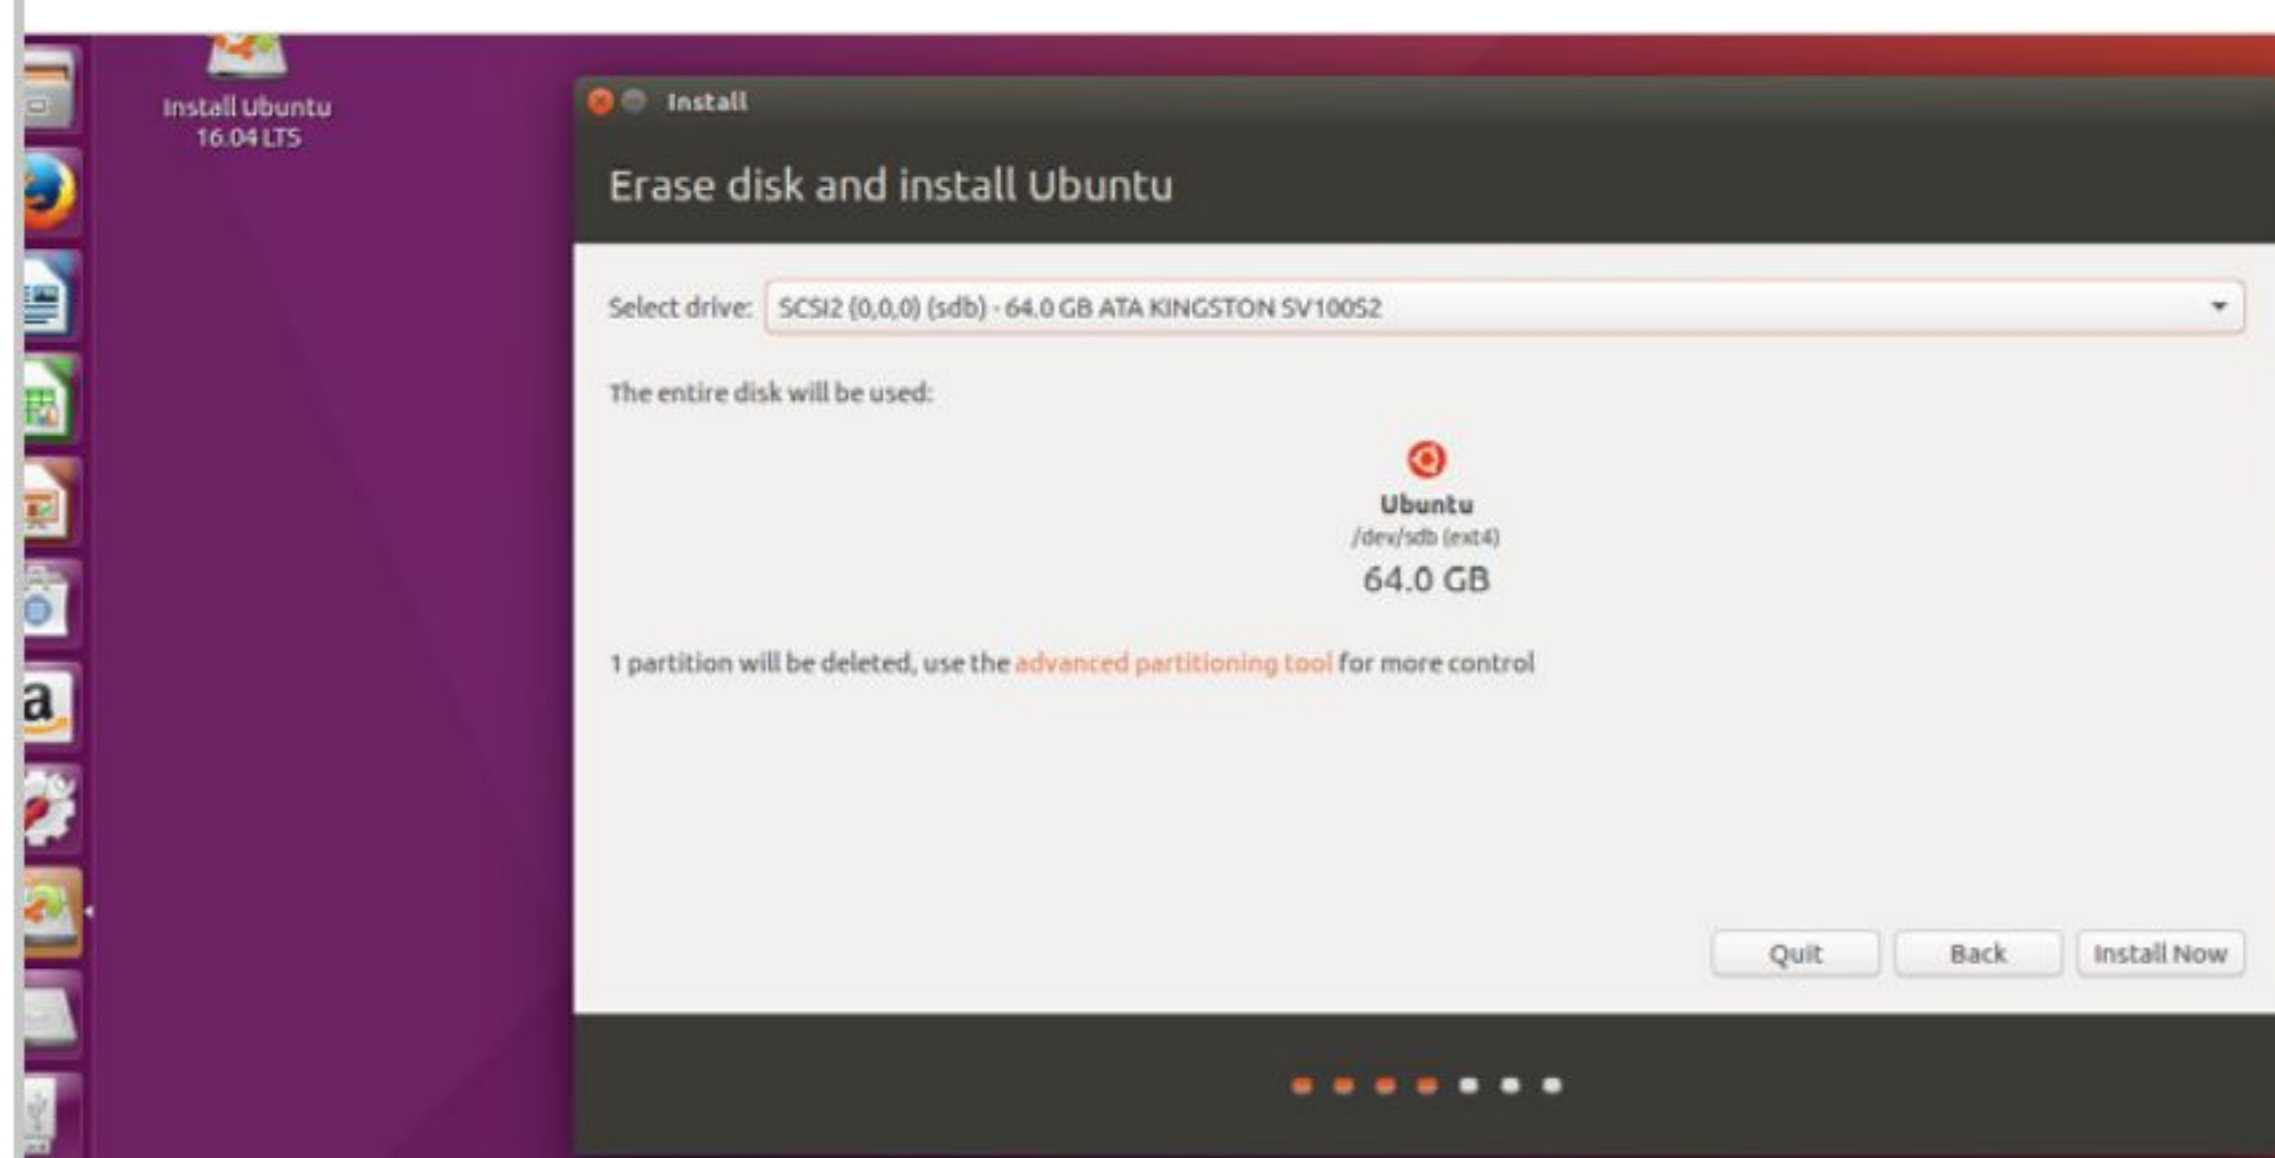 Install Ubuntu
16.04 LTS
Install
Erase disk and install Ubuntu
Select drive: SCSI2 (0,0,0) (sdb) - 64.0 GB ATA KINGSTON SV100S2
The entire disk will be used:
Ubuntu
/dev/sdb (ext4)
64.0 GB
1 partition will be deleted, use the advanced partitioning tool for more control
a
Quit Back Install Now